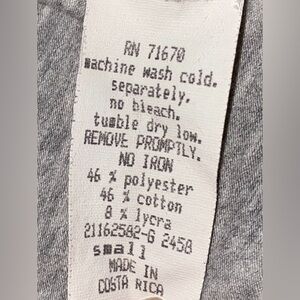 RN 71670
machine wash cold.
separately.
no bleach.
tumble dry low.
REMOVE PROMPTLY.
NO IRON
46 % polyester
46 % cotton
8 % lycra
21162582-G 2458
small
MADE IN
COSTA RICA